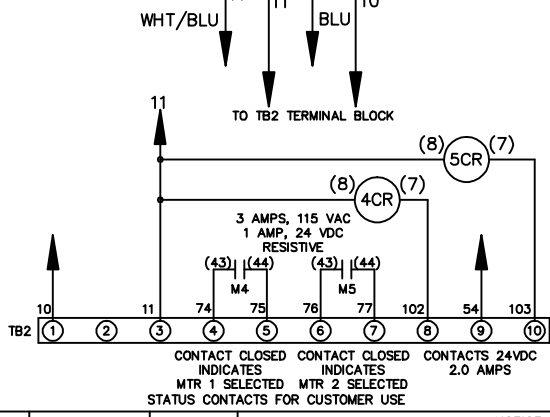 11
10
WHT/BLU
BLU
TO TB2 TERMINAL BLOCK
11
(8) 5CR (7)
(8) 4CR (7)
3 AMPS, 115 VAC
1 AMP, 24 VDC
RESISTIVE
(43) (44) (43) (44)
M4 M5
10 11 74 75 76 77 102 54 103
TB2 1 2 3 4 5 6 7 8 9 10
CONTACT CLOSED CONTACT CLOSED CONTACTS 24VDC
INDICATES INDICATES 2.0 AMPS
MTR 1 SELECTED MTR 2 SELECTED
STATUS CONTACTS FOR CUSTOMER USE